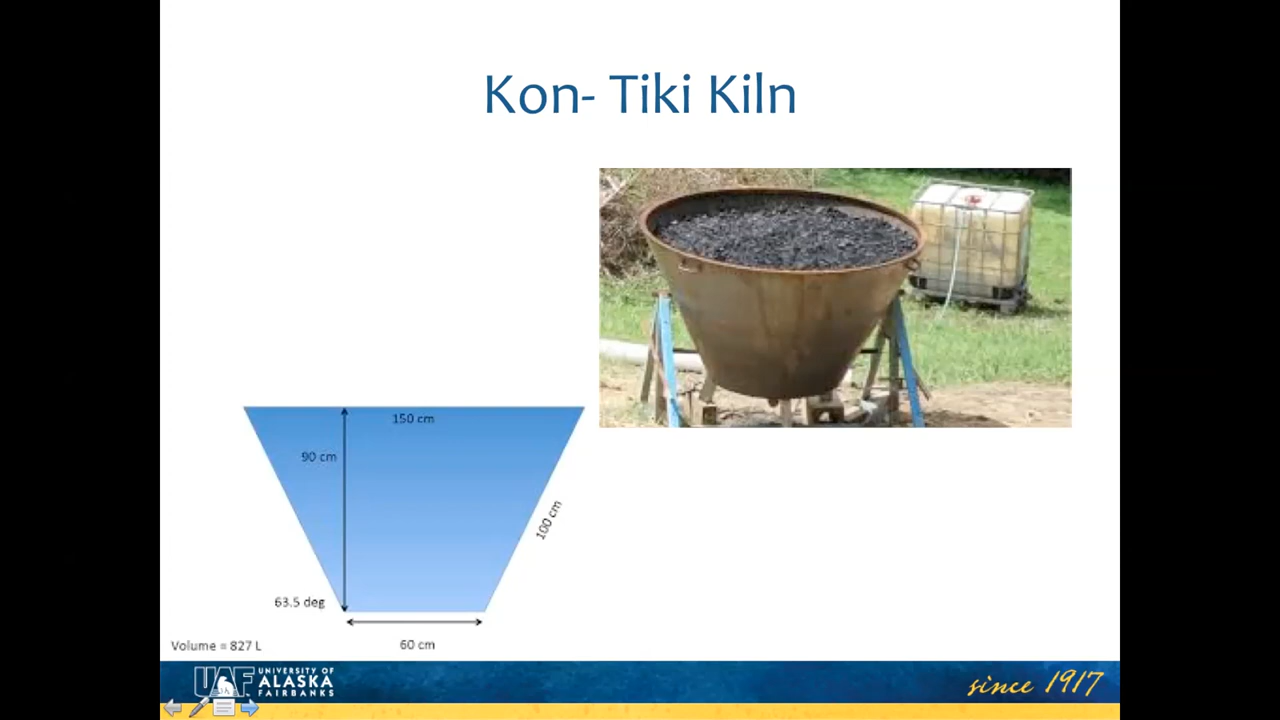 Kon- Tiki Kiln
150 cm
90 cm
100 cm
63.5 deg
60 cm
Volume = 827 L
UAF
UNIVERSITY OF
ALASKA
FAIRBANKS
since 1917